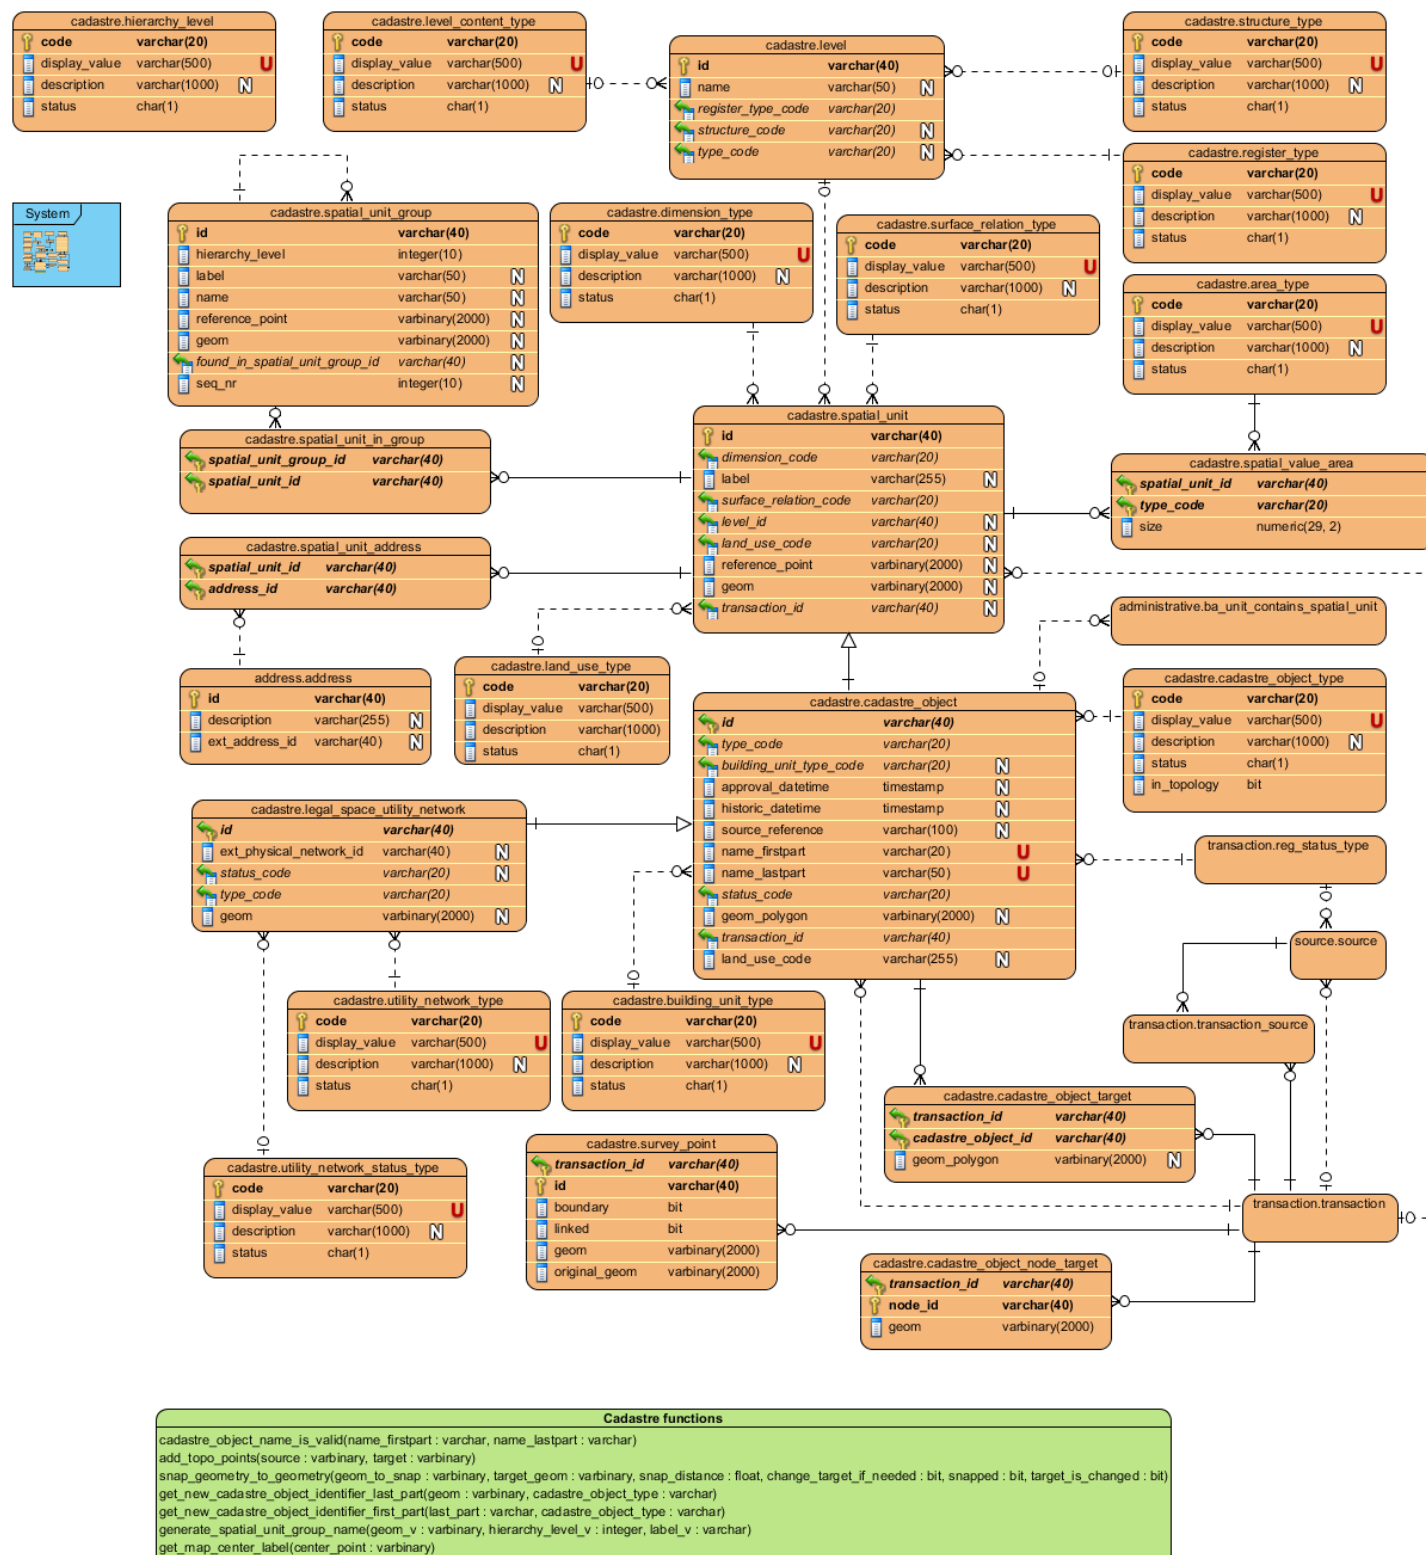 cadastre.hierarchy_level
code varchar(20)
display_value varchar(500) U
description varchar(1000) N
status char(1)
cadastre.level_content_type
code varchar(20)
display_value varchar(500) U
description varchar(1000) N
status char(1)
cadastre.level
id varchar(40)
name varchar(50) N
register_type_code varchar(20)
structure_code varchar(20) N
type_code varchar(20) N
cadastre.structure_type
code varchar(20)
display_value varchar(500) U
description varchar(1000) N
status char(1)
cadastre.register_type
code varchar(20)
display_value varchar(500) U
description varchar(1000) N
status char(1)
System
cadastre.spatial_unit_group
id varchar(40)
hierarchy_level integer(10)
label varchar(50) N
name varchar(50) N
reference_point varbinary(2000) N
geom varbinary(2000) N
found_in_spatial_unit_group_id varchar(40) N
seq_nr integer(10) N
cadastre.dimension_type
code varchar(20)
display_value varchar(500) U
description varchar(1000) N
status char(1)
cadastre.surface_relation_type
code varchar(20)
display_value varchar(500) U
description varchar(1000) N
status char(1)
cadastre.area_type
code varchar(20)
display_value varchar(500) U
description varchar(1000) N
status char(1)
cadastre.spatial_unit_in_group
spatial_unit_group_id varchar(40)
spatial_unit_id varchar(40)
cadastre.spatial_unit
id varchar(40)
dimension_code varchar(20)
label varchar(255) N
surface_relation_code varchar(20)
level_id varchar(40) N
land_use_code varchar(20) N
reference_point varbinary(2000) N
geom varbinary(2000) N
transaction_id varchar(40) N
cadastre.spatial_value_area
spatial_unit_id varchar(40)
type_code varchar(20)
size numeric(29, 2)
cadastre.spatial_unit_address
spatial_unit_id varchar(40)
address_id varchar(40)
administrative.ba_unit_contains_spatial_unit
address.address
id varchar(40)
description varchar(255) N
ext_address_id varchar(40) N
cadastre.land_use_type
code varchar(20)
display_value varchar(500)
description varchar(1000)
status char(1)
cadastre.cadastre_object
id varchar(40)
type_code varchar(20)
building_unit_type_code varchar(20) N
approval_datetime timestamp N
historic_datetime timestamp N
source_reference varchar(100) N
name_firstpart varchar(20) U
name_lastpart varchar(50) U
status_code varchar(20)
geom_polygon varbinary(2000) N
transaction_id varchar(40)
land_use_code varchar(255) N
cadastre.cadastre_object_type
code varchar(20)
display_value varchar(500) U
description varchar(1000) N
status char(1)
in_topology bit
cadastre.legal_space_utility_network
id varchar(40)
ext_physical_network_id varchar(40) N
status_code varchar(20) N
type_code varchar(20)
geom varbinary(2000) N
transaction.reg_status_type
source.source
transaction.transaction_source
cadastre.utility_network_type
code varchar(20)
display_value varchar(500) U
description varchar(1000) N
status char(1)
cadastre.building_unit_type
code varchar(20)
display_value varchar(500) U
description varchar(1000) N
status char(1)
cadastre.cadastre_object_target
transaction_id varchar(40)
cadastre_object_id varchar(40)
geom_polygon varbinary(2000) N
cadastre.utility_network_status_type
code varchar(20)
display_value varchar(500) U
description varchar(1000) N
status char(1)
cadastre.survey_point
transaction_id varchar(40)
id varchar(40)
boundary bit
linked bit
geom varbinary(2000)
original_geom varbinary(2000)
transaction.transaction
cadastre.cadastre_object_node_target
transaction_id varchar(40)
node_id varchar(40)
geom varbinary(2000)
Cadastre functions
cadastre_object_name_is_valid(name_firstpart : varchar, name_lastpart : varchar)
add_topo_points(source : varbinary, target : varbinary)
snap_geometry_to_geometry(geom_to_snap : varbinary, target_geom : varbinary, snap_distance : float, change_target_if_needed : bit, snapped : bit, target_is_changed : bit)
get_new_cadastre_object_identifier_last_part(geom : varbinary, cadastre_object_type : varchar)
get_new_cadastre_object_identifier_first_part(last_part : varchar, cadastre_object_type : varchar)
generate_spatial_unit_group_name(geom_v : varbinary, hierarchy_level_v : integer, label_v : varchar)
get_map_center_label(center_point : varbinary)